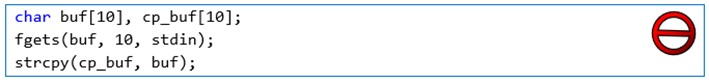 char buf[10], cp_buf[10];
fgets(buf, 10, stdin);
strcpy(cp_buf, buf);